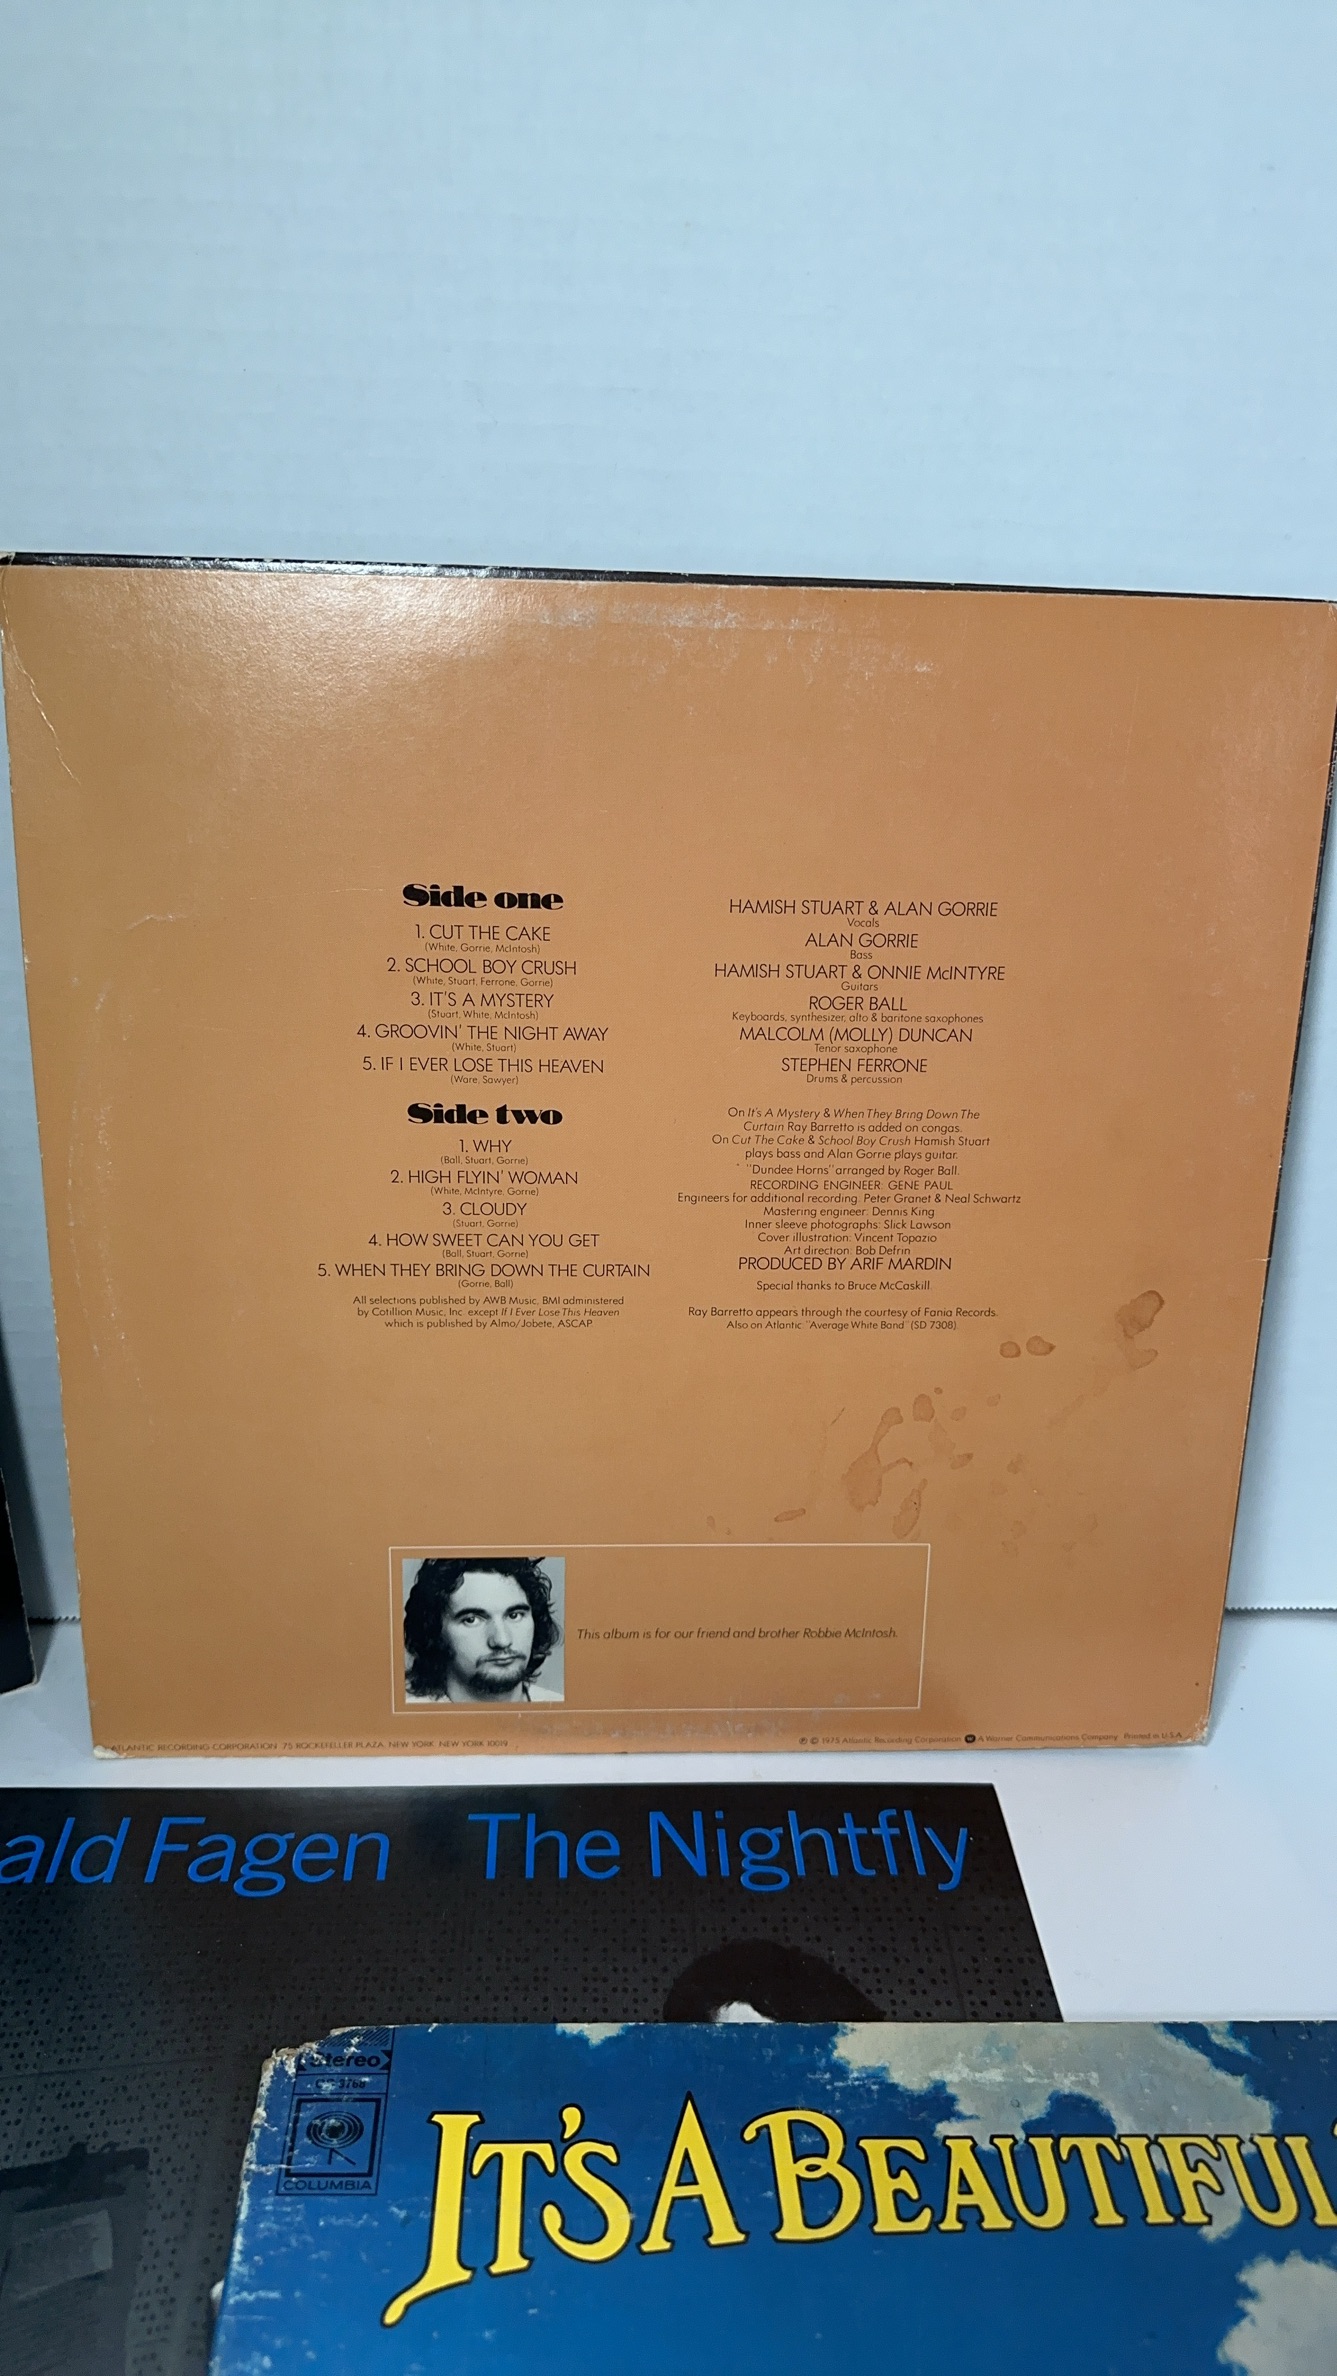 Side one
1. CUT THE CAKE
(White, Gorrie, McIntosh)
2. SCHOOL BOY CRUSH
(White, Stuart, Ferrone, Gorrie)
3. IT'S A MYSTERY
(Stuart, White, McIntosh)
4. GROOVIN' THE NIGHT AWAY
(White, Stuart)
5. IF I EVER LOSE THIS HEAVEN
(Ware, Sawyer)
Side two
1. WHY
(Ball, Stuart, Gorrie)
2. HIGH FLYIN' WOMAN
(White, McIntyre, Gorrie)
3. CLOUDY
(Stuart, Gorrie)
4. HOW SWEET CAN YOU GET
(Ball, Stuart, Gorrie)
5. WHEN THEY BRING DOWN THE CURTAIN
(Gorrie, Ball)
All selections published by AWB Music, BMI administered
by Cotillion Music, Inc. except If I Ever Lose This Heaven
which is published by Almo/Jobete, ASCAP.
HAMISH STUART & ALAN GORRIE
Vocals
ALAN GORRIE
Bass
HAMISH STUART & ONNIE McINTYRE
Guitars
ROGER BALL
Keyboards, synthesizer, alto & baritone saxophones
MALCOLM (MOLLY) DUNCAN
Tenor saxophone
STEPHEN FERRONE
Drums & percussion
On It's A Mystery & When They Bring Down The
Curtain Ray Barretto is added on congas.
On Cut The Cake & School Boy Crush Hamish Stuart
plays bass and Alan Gorrie plays guitar.
"Dundee Horns" arranged by Roger Ball.
RECORDING ENGINEER: GENE PAUL
Engineers for additional recording: Peter Granet & Neal Schwartz
Mastering engineer: Dennis King
Inner sleeve photographs: Slick Lawson
Cover illustration: Vincent Topazio
Art direction: Bob Defrin
PRODUCED BY ARIF MARDIN
Special thanks to Bruce McCaskill.
Ray Barretto appears through the courtesy of Fania Records.
Also on Atlantic: "Average White Band" (SD 7308).
This album is for our friend and brother Robbie McIntosh.
ATLANTIC RECORDING CORPORATION 75 ROCKEFELLER PLAZA, NEW YORK, NEW YORK 10019
℗ © 1975 Atlantic Recording Corporation W A Warner Communications Company Printed in U.S.A.
ald Fagen The Nightfly
Stereo
COLUMBIA
IT'S A BEAUTIFUL